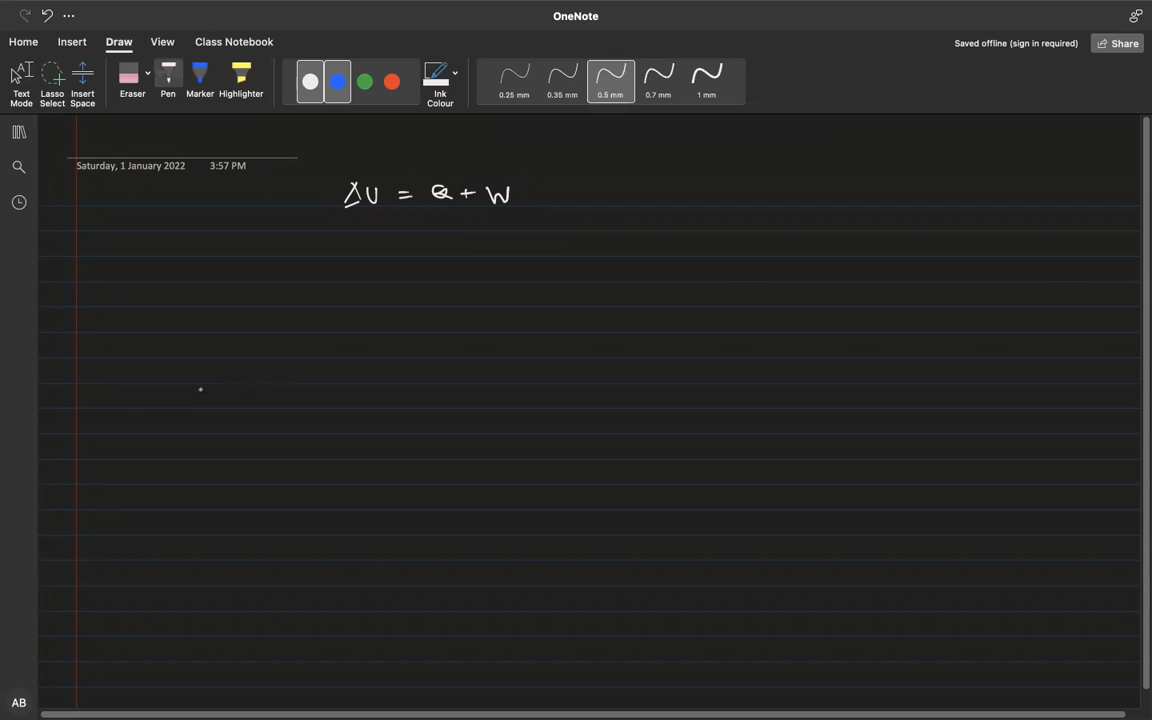 OneNote
Home Insert Draw View Class Notebook
Saved offline (sign in required) Share
Text Mode Lasso Select Insert Space Eraser Pen Marker Highlighter Ink Colour 0.25 mm 0.35 mm 0.5 mm 0.7 mm 1 mm
Saturday, 1 January 2022 3:57 PM
ΔU = Q + W
AB